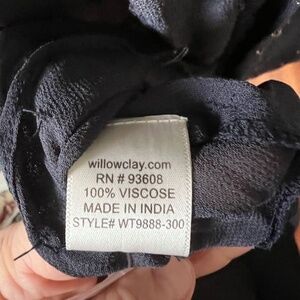 willowclay.com
RN # 93608
100% VISCOSE
MADE IN INDIA
STYLE# WT9888-300